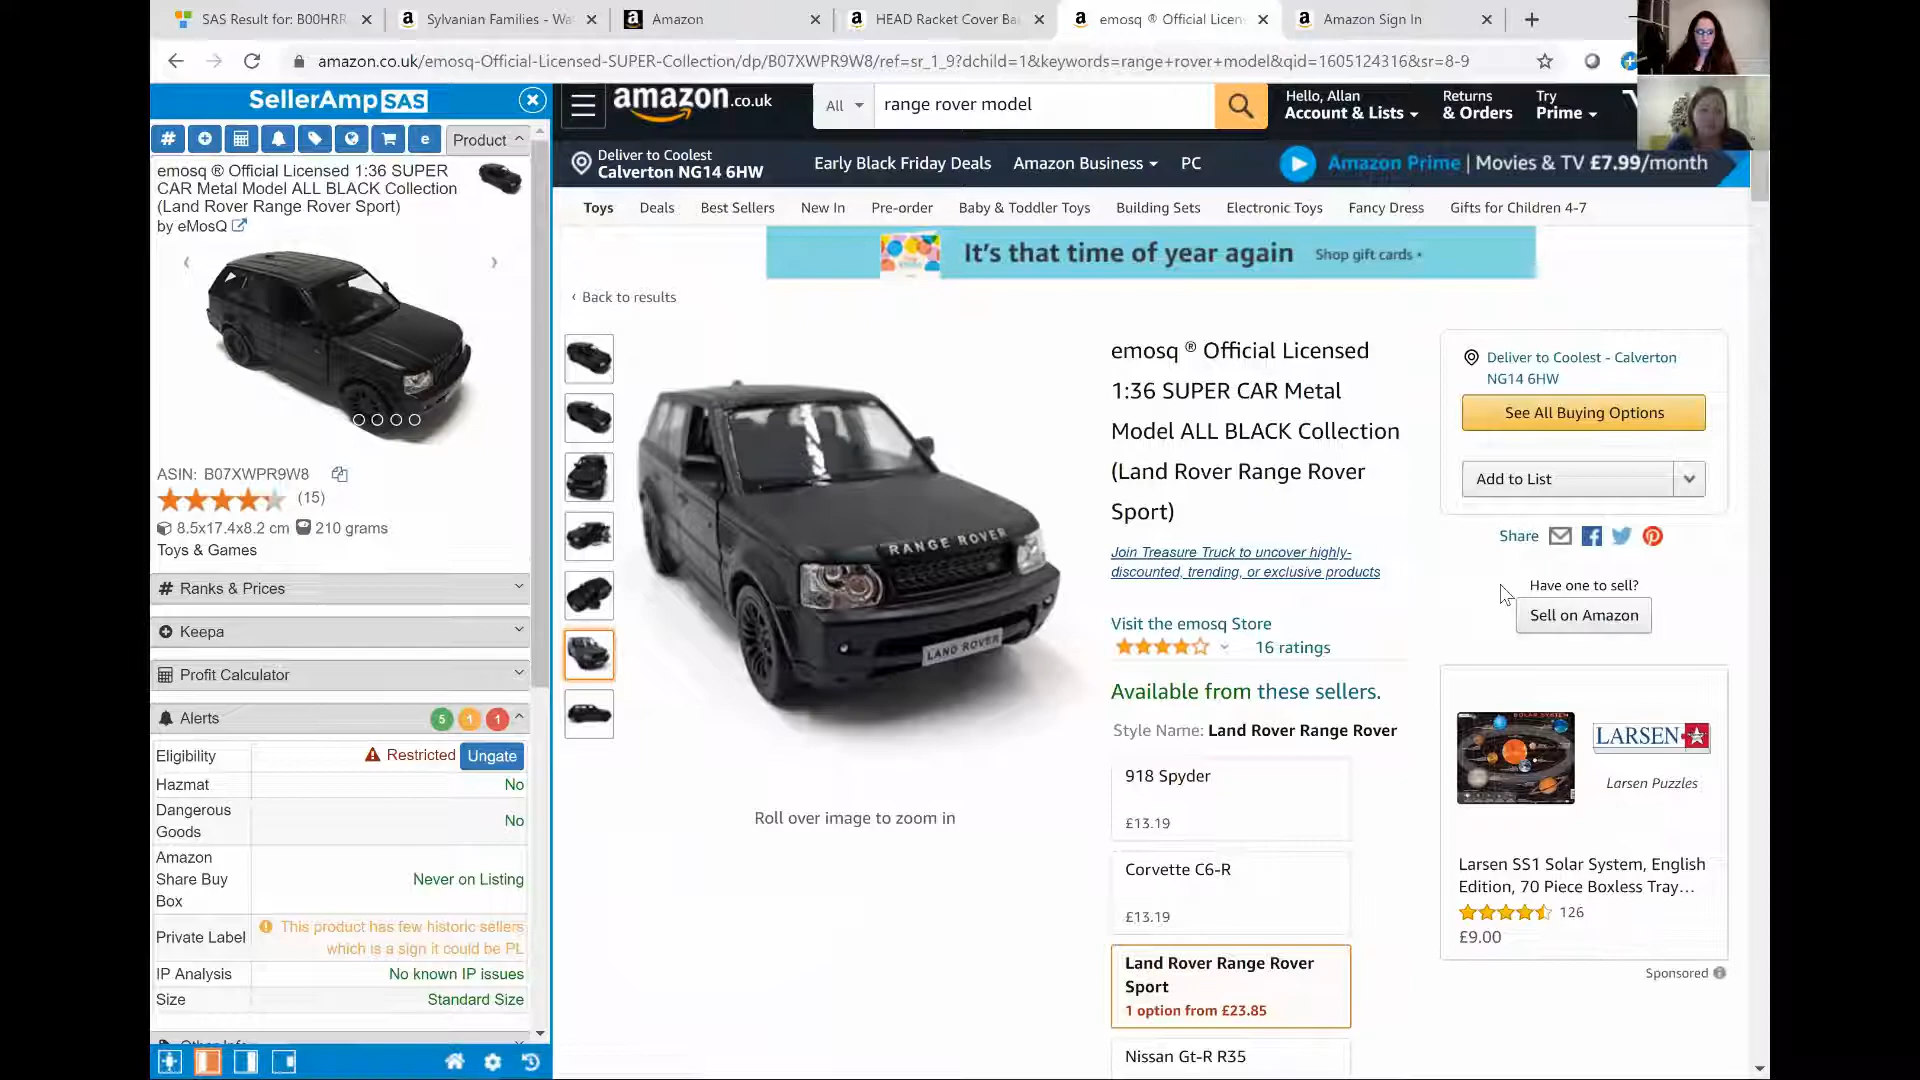 SAS Result for: B00HRR
Sylvanian Families - Wa
Amazon
HEAD Racket Cover Ba
emosq ® Official Licen
Amazon Sign In
amazon.co.uk/emosq-Official-Licensed-SUPER-Collection/dp/B07XWPR9W8/ref=sr_1_9?dchild=1&keywords=range+rover+model&qid=1605124316&sr=8-9
SellerAmp SAS
Product
emosq ® Official Licensed 1:36 SUPER
CAR Metal Model ALL BLACK Collection
(Land Rover Range Rover Sport)
by eMosQ
ASIN: B07XWPR9W8
(15)
8.5x17.4x8.2 cm 210 grams
Toys & Games
# Ranks & Prices
Keepa
Profit Calculator
Alerts 5 1 1
Eligibility Restricted Ungate
Hazmat No
Dangerous
Goods No
Amazon
Share Buy
Box Never on Listing
Private Label This product has few historic sellers
which is a sign it could be PL
IP Analysis No known IP issues
Size Standard Size
amazon.co.uk
All
range rover model
Hello, Allan
Account & Lists
Returns
& Orders
Try
Prime
Deliver to Coolest
Calverton NG14 6HW
Early Black Friday Deals Amazon Business PC
Amazon Prime | Movies & TV £7.99/month
Toys Deals Best Sellers New In Pre-order Baby & Toddler Toys Building Sets Electronic Toys Fancy Dress Gifts for Children 4-7
It's that time of year again Shop gift cards
‹ Back to results
RANGE ROVER
LAND ROVER
Roll over image to zoom in
emosq ® Official Licensed
1:36 SUPER CAR Metal
Model ALL BLACK Collection
(Land Rover Range Rover
Sport)
Join Treasure Truck to uncover highly-
discounted, trending, or exclusive products
Visit the emosq Store
16 ratings
Available from these sellers.
Style Name: Land Rover Range Rover
918 Spyder
£13.19
Corvette C6-R
£13.19
Land Rover Range Rover
Sport
1 option from £23.85
Nissan Gt-R R35
Deliver to Coolest - Calverton
NG14 6HW
See All Buying Options
Add to List
Share
Have one to sell?
Sell on Amazon
SOLAR SYSTEM
LARSEN
Larsen Puzzles
Larsen SS1 Solar System, English
Edition, 70 Piece Boxless Tray...
126
£9.00
Sponsored